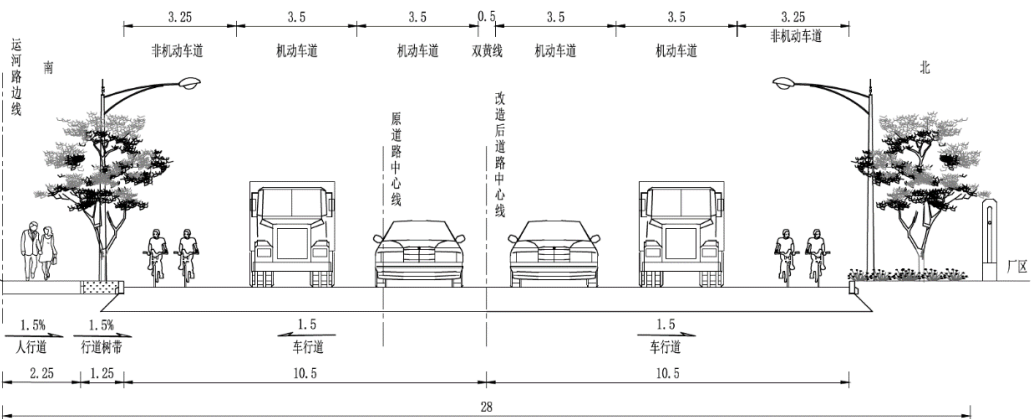 3.25 3.5 3.5 0.5 3.5 3.5 3.25
非机动车道 机动车道 机动车道 双黄线 机动车道 机动车道 非机动车道
运河路边线
南
北
原道路中心线
改造后道路中心线
厂区
1.5% 1.5% 1.5 1.5
人行道 行道树带 车行道 车行道
2.25 1.25 10.5 10.5
28